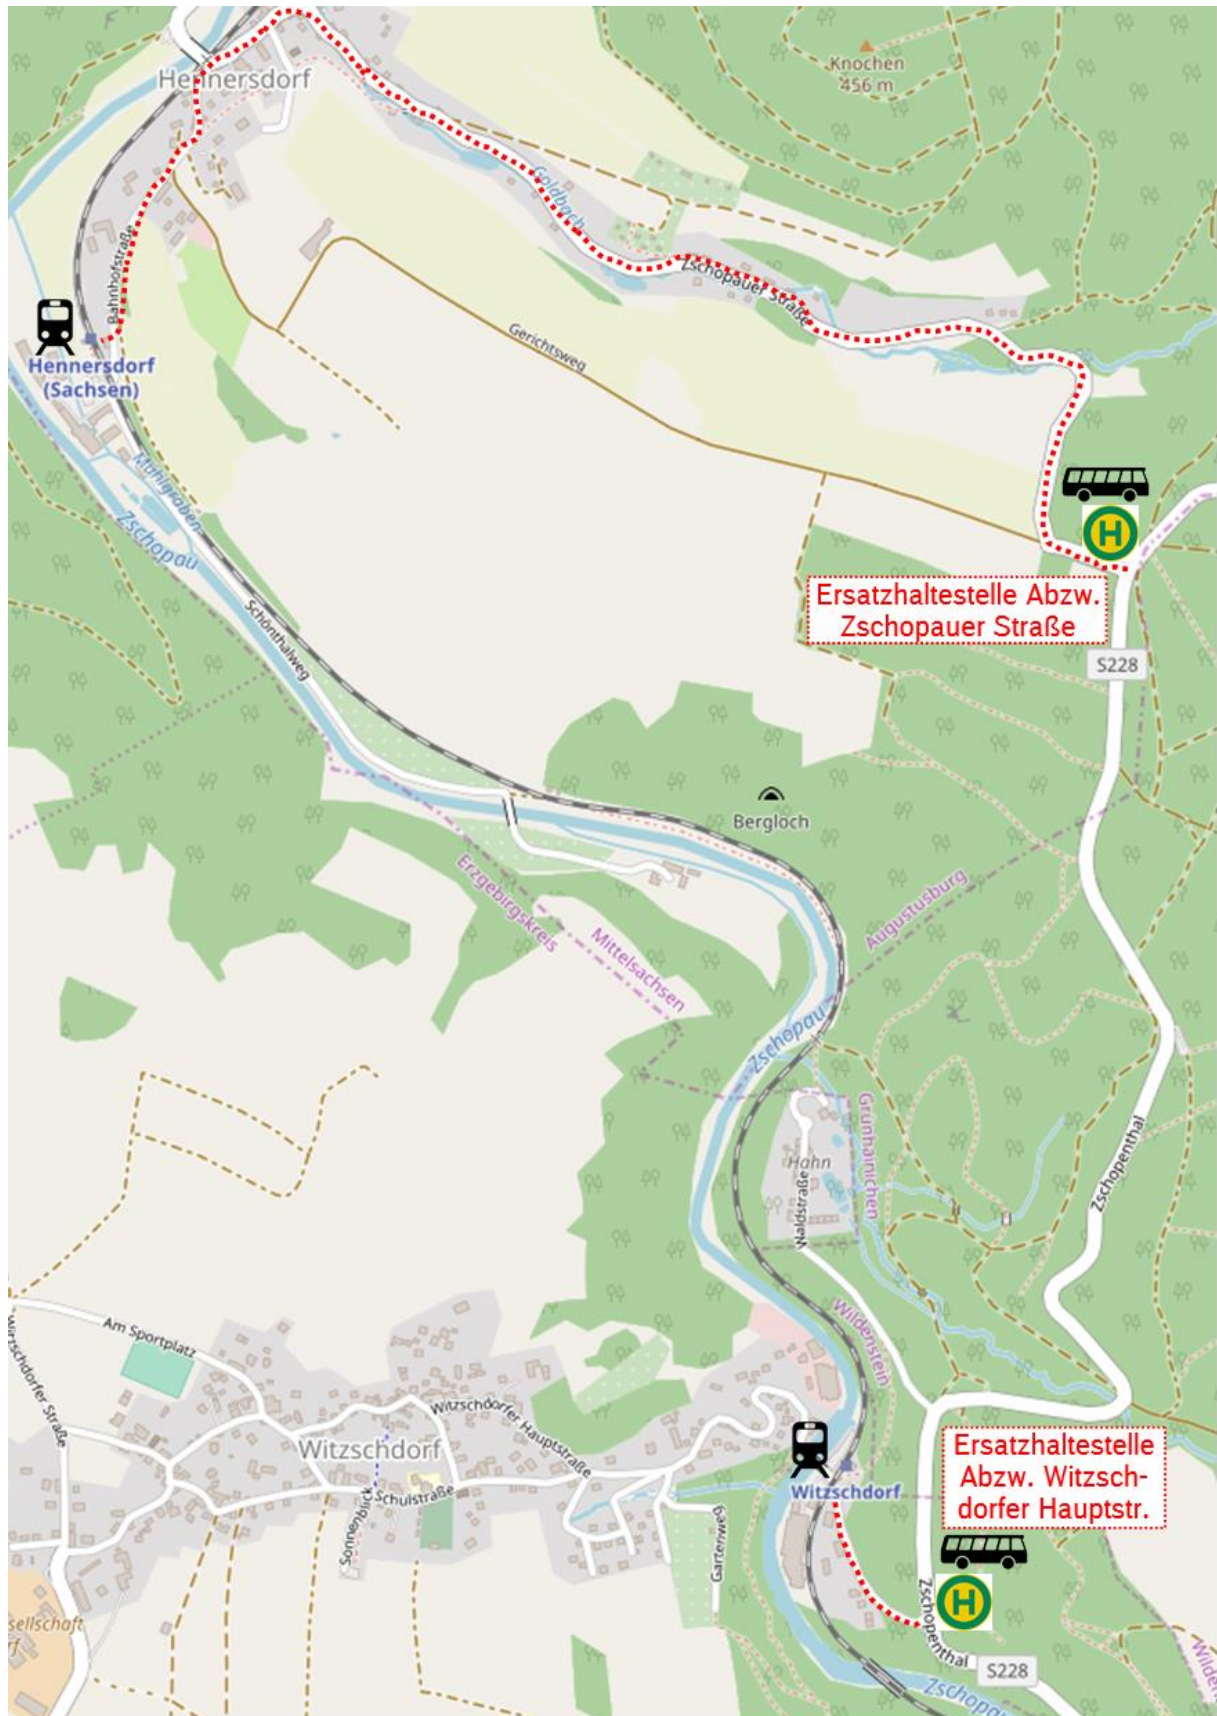 Knochen
456 m
Hennersdorf
Goldbach
Bahnhofstraße
Zschopauer Straße
Gerichtsweg
Hennersdorf
(Sachsen)
Mühlgraben
Zschopau
H
Ersatzhaltestelle Abzw.
Zschopauer Straße
Schönthalweg
S228
Bergloch
Erzgebirgskreis
Mittelsachsen
Augustusburg
Zschopau
Grünhainichen
Hahn
Waldstraße
Zschopenthal
Wildenstein
Am Sportplatz
Witzschdorfer Straße
Witzschdorfer Hauptstraße
Witzschdorf
Schulstraße
Sonnenblick
Gartenweg
Witzschdorf
Ersatzhaltestelle
Abzw. Witzsch-
dorfer Hauptstr.
H
Zschopenthal
S228
Zschopau
sellschaft